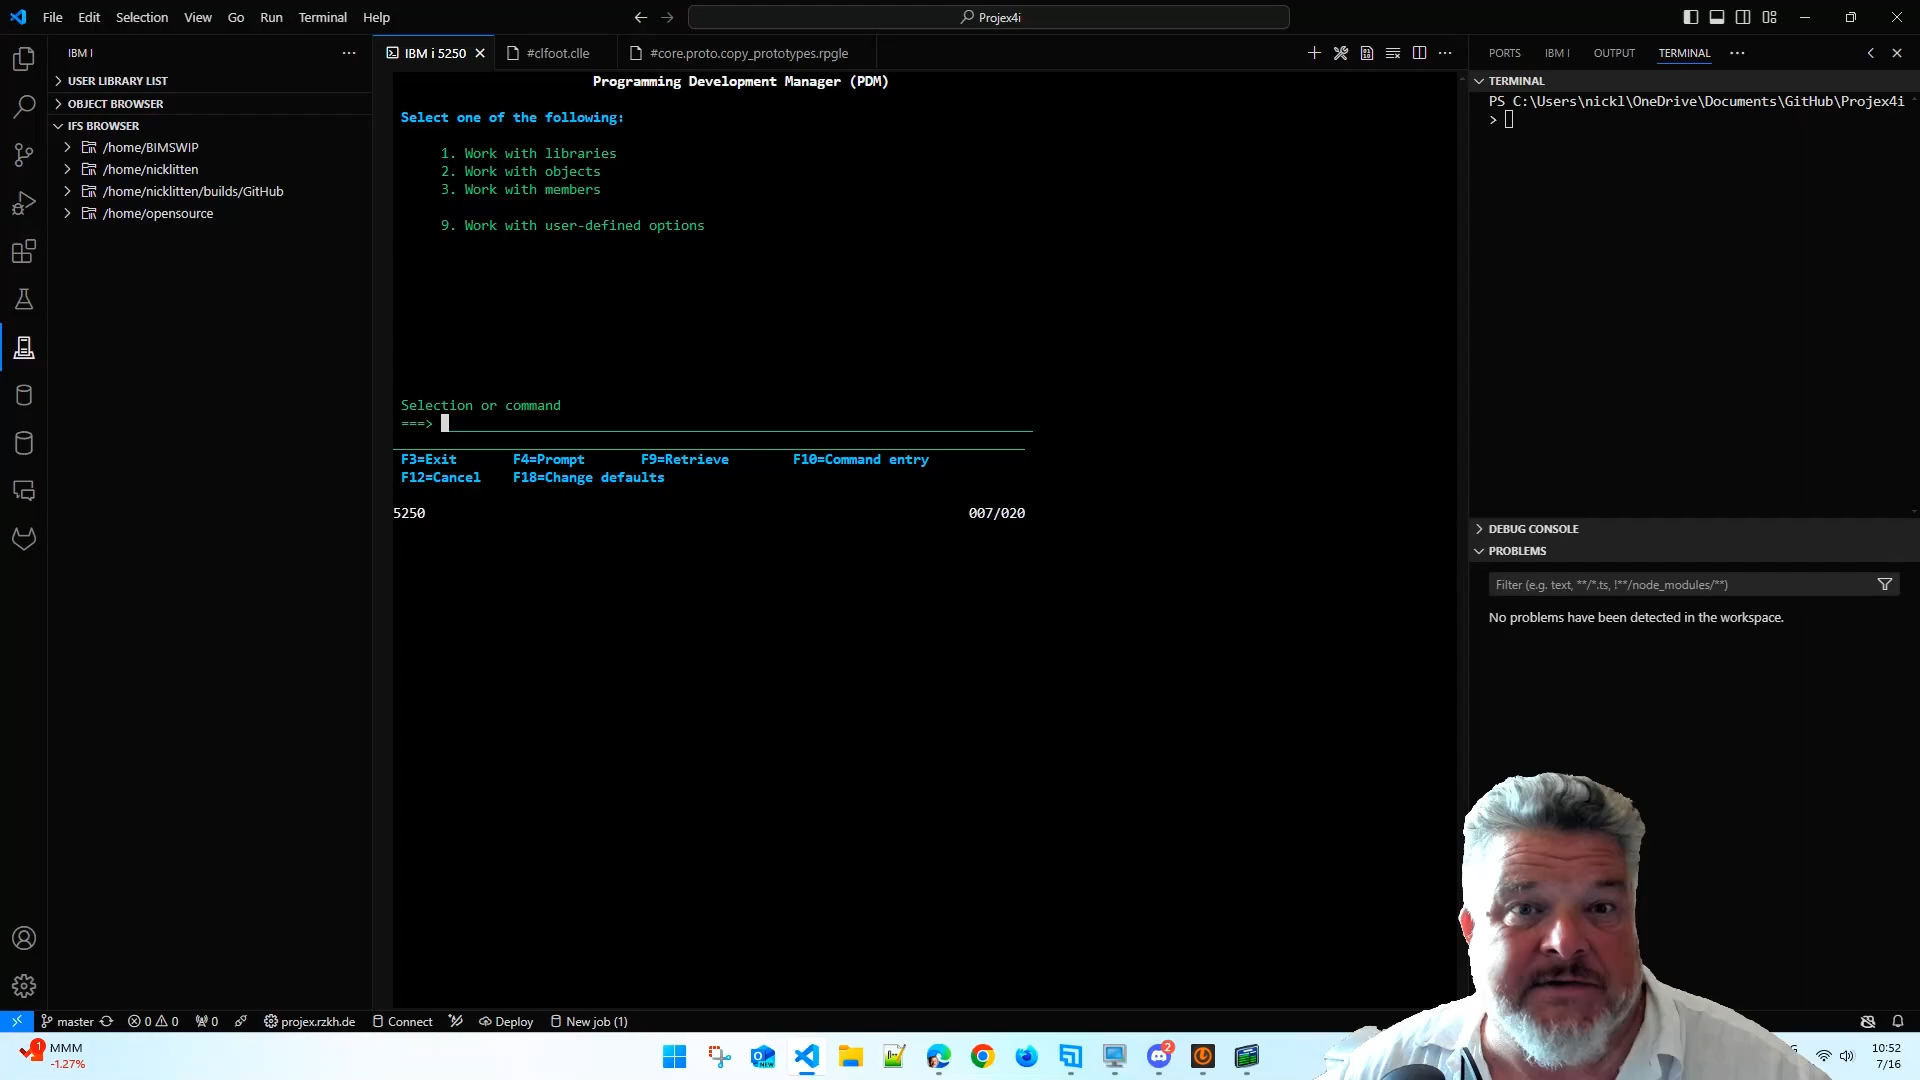 File Edit Selection View Go Run Terminal Help
Projex4i
IBM I
USER LIBRARY LIST
OBJECT BROWSER
IFS BROWSER
/home/BIMSWIP
/home/nicklitten
/home/nicklitten/builds/GitHub
/home/opensource
IBM i 5250
#clfoot.clle
#core.proto.copy_prototypes.rpgle
Programming Development Manager (PDM)
Select one of the following:
1. Work with libraries
2. Work with objects
3. Work with members
9. Work with user-defined options
Selection or command
===>
F3=Exit F4=Prompt F9=Retrieve F10=Command entry
F12=Cancel F18=Change defaults
5250 007/020
PORTS IBM I OUTPUT TERMINAL
TERMINAL
PS C:\Users\nickl\OneDrive\Documents\GitHub\Projex4i
>
DEBUG CONSOLE
PROBLEMS
Filter (e.g. text, **/*.ts, !**/node_modules/**)
No problems have been detected in the workspace.
master 0 0 0 projex.rzkh.de Connect Deploy New job (1)
1
MMM
-1.27%
NEW
2
10:52
7/16